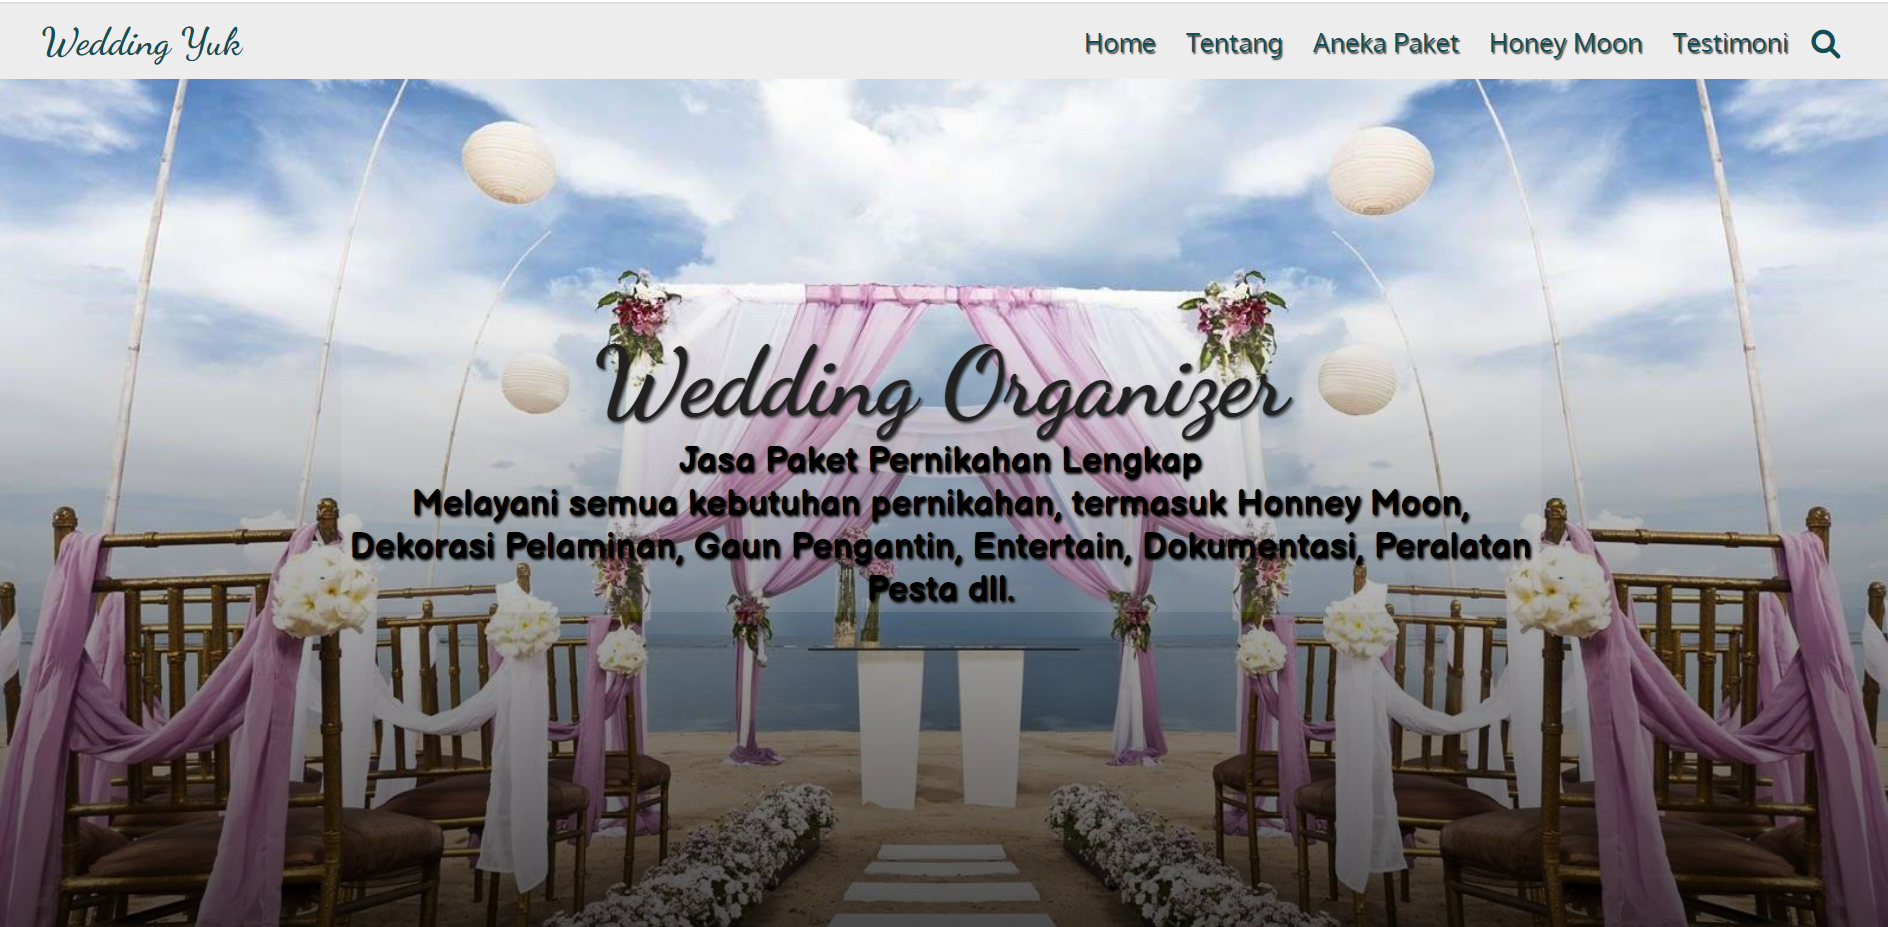 Wedding Yuk
Home Tentang Aneka Paket Honey Moon Testimoni
Wedding Organizer
Jasa Paket Pernikahan Lengkap
Melayani semua kebutuhan pernikahan, termasuk Honney Moon,
Dekorasi Pelaminan, Gaun Pengantin, Entertain, Dokumentasi, Peralatan
Pesta dll.